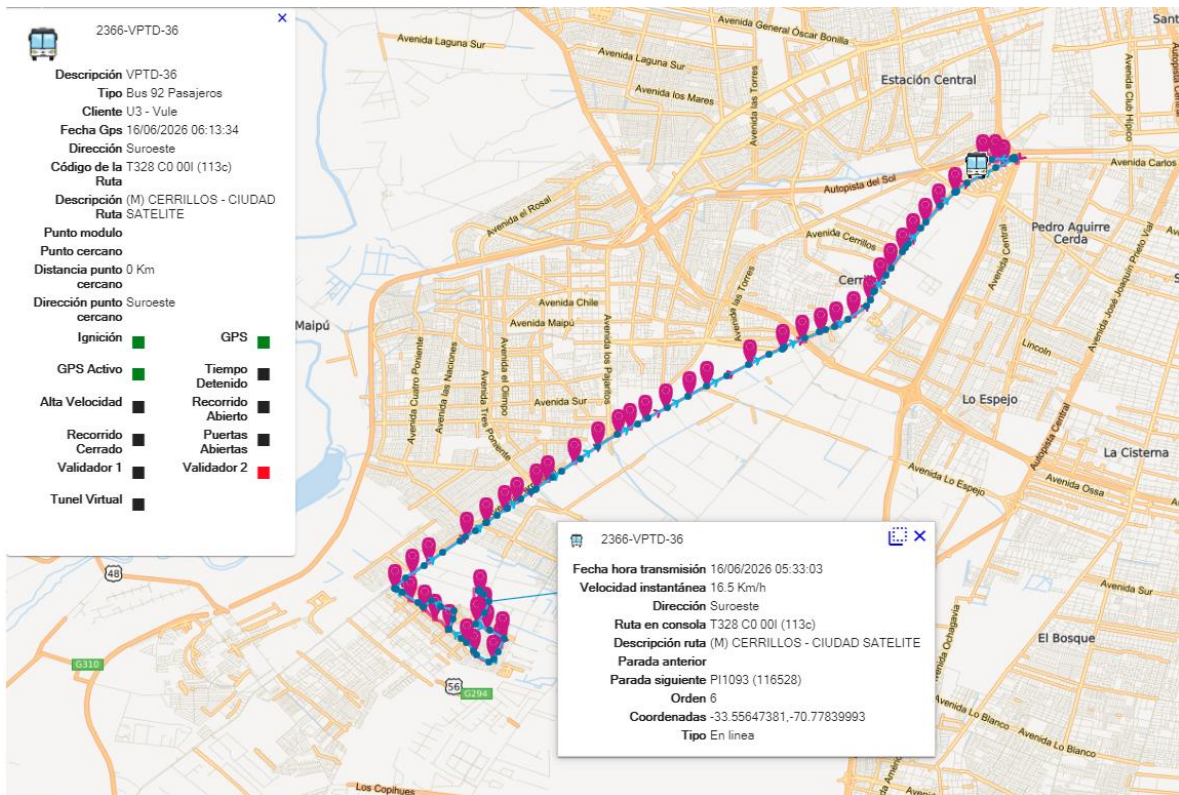 2366-VPTD-36
Descripción VPTD-36
Tipo Bus 92 Pasajeros
Cliente U3 - Vule
Fecha Gps 16/06/2026 06:13:34
Dirección Suroeste
Código de la Ruta T328 C0 00I (113c)
Descripción Ruta (M) CERRILLOS - CIUDAD SATELITE
Punto modulo
Punto cercano
Distancia punto cercano 0 Km
Dirección punto cercano Suroeste
Ignición GPS
GPS Activo Tiempo Detenido
Alta Velocidad Recorrido Abierto
Recorrido Cerrado Puertas Abiertas
Validador 1 Validador 2
Tunel Virtual
Avenida General Óscar Bonilla
Avenida Laguna Sur
Avenida Laguna Sur
Avenida los Mares
Avenida las Torres
Estación Central
Avenida Club Hípico
Sant
Avenida Carlos
Autopista del Sol
Avenida el Rosal
Avenida Cerrillos
Avenida Central
Pedro Aguirre Cerda
Avenida José Joaquín Prieto Vial
Cerrill
Avenida las Torres
Avenida Chile
Avenida Maipú
Maipú
Avenida Cuatro Poniente
Avenida las Naciones
Avenida el Olimpo
Avenida los Pajaritos
Avenida Tres Poniente
Avenida Sur
Lincoln
Lo Espejo
Autopista Central
La Cisterna
Avenida Ossa
Avenida Lo Espejo
48
G310
56
G294
Los Copihues
Avenida Sur
Avenida Ochagavía
El Bosque
Avenida Lo Blanco
Avenida Lo Blanco
2366-VPTD-36
Fecha hora transmisión 16/06/2026 05:33:03
Velocidad instantánea 16.5 Km/h
Dirección Suroeste
Ruta en consola T328 C0 00I (113c)
Descripción ruta (M) CERRILLOS - CIUDAD SATELITE
Parada anterior
Parada siguiente PI1093 (116528)
Orden 6
Coordenadas -33.55647381,-70.77839993
Tipo En linea